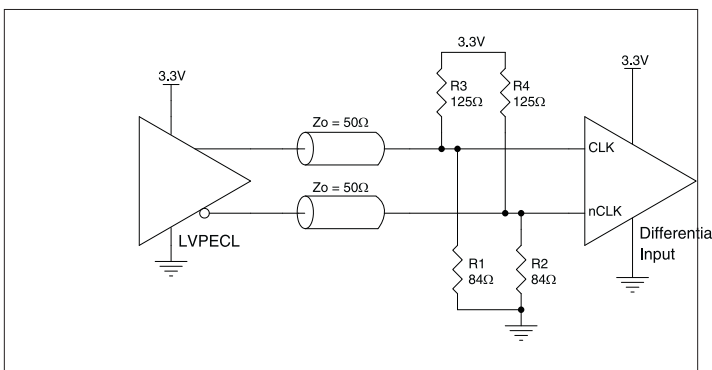 3.3V
3.3V
3.3V
R3
125Ω
R4
125Ω
Zo = 50Ω
CLK
Zo = 50Ω
nCLK
LVPECL
Differential
Input
R1
84Ω
R2
84Ω